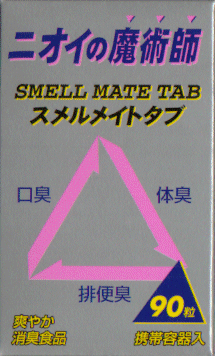 ニオイの魔術師
SMELL MATE TAB
スメルメイトタブ
口臭
体臭
排便臭
90粒
爽やか
消臭食品
携帯容器入